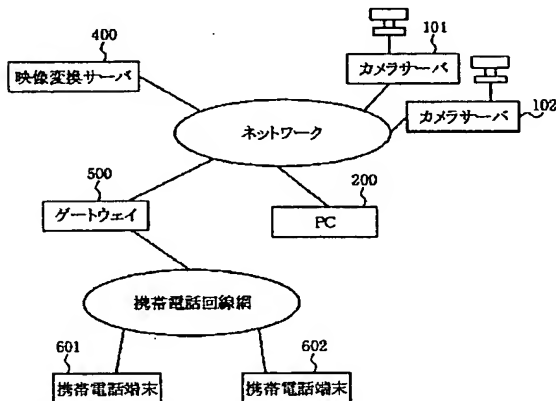 400
映像変換サーバ
101
カメラサーバ
カメラサーバ
102
ネットワーク
500
ゲートウェイ
200
PC
携帯電話回線網
601
携帯電話端末
602
携帯電話端末